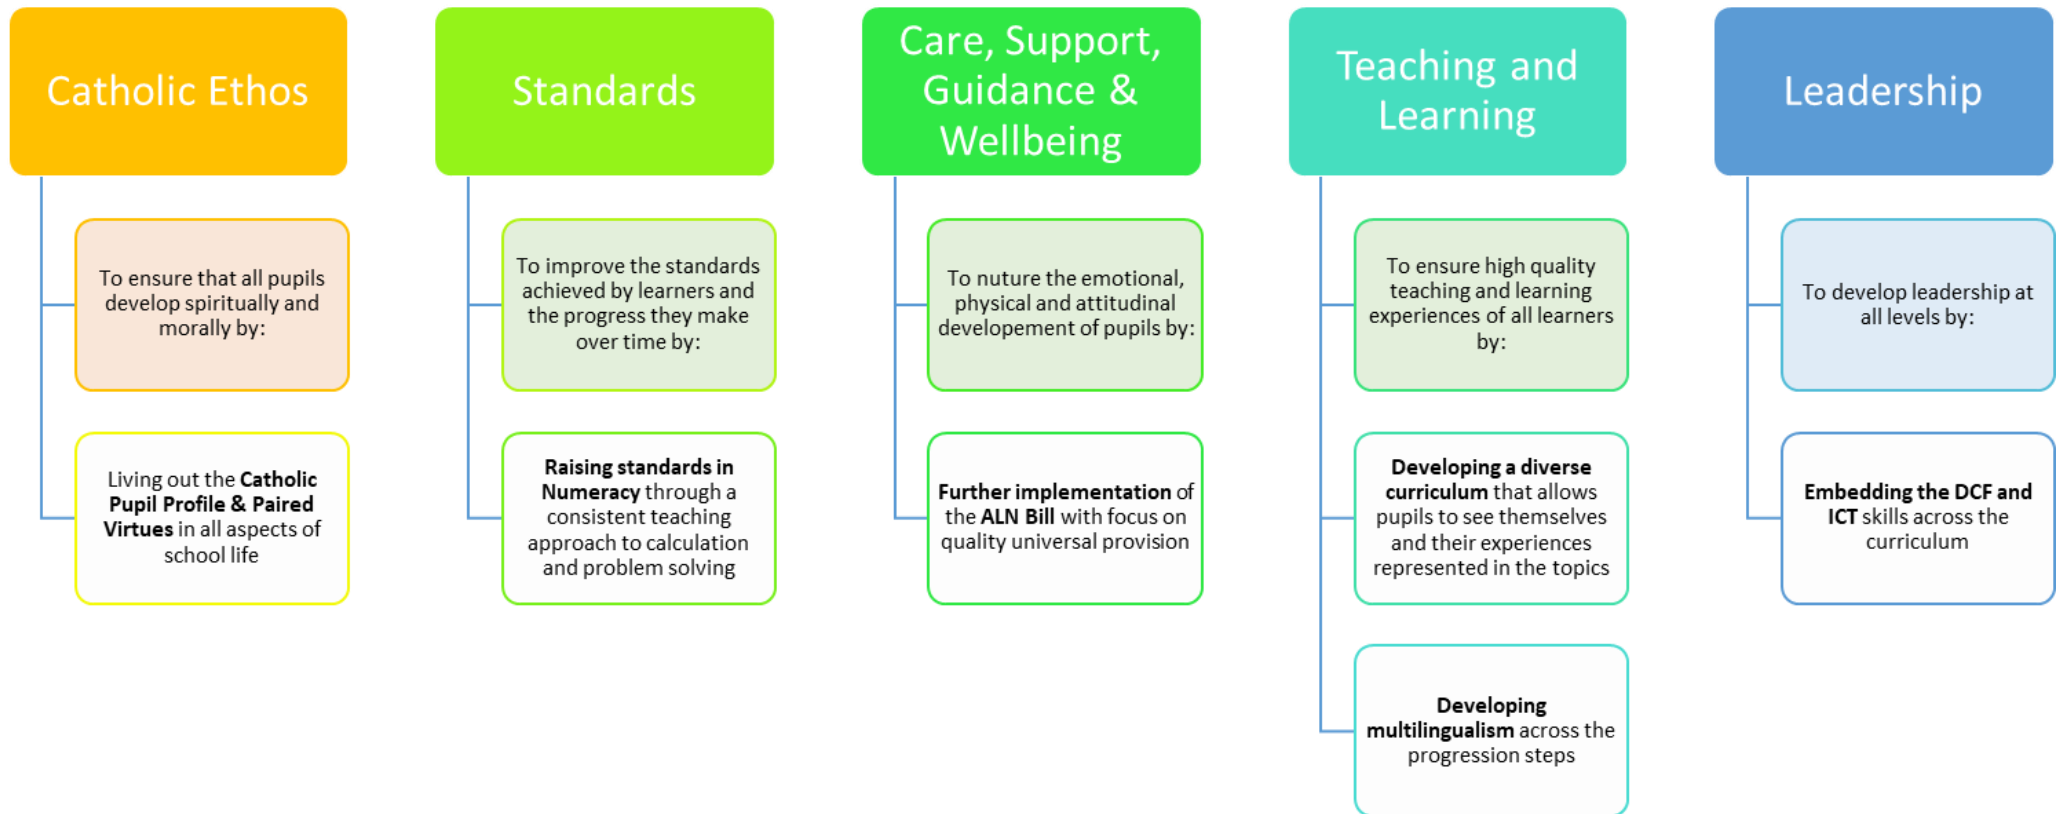 Catholic Ethos
To ensure that all pupils
develop spiritually and
morally by:
Living out the Catholic
Pupil Profile & Paired
Virtues in all aspects of
school life
Standards
To improve the standards
achieved by learners and
the progress they make
over time by:
Raising standards in
Numeracy through a
consistent teaching
approach to calculation
and problem solving
Care, Support,
Guidance &
Wellbeing
To nuture the emotional,
physical and attitudinal
developement of pupils by:
Further implementation of
the ALN Bill with focus on
quality universal provision
Teaching and
Learning
To ensure high quality
teaching and learning
experiences of all learners
by:
Developing a diverse
curriculum that allows
pupils to see themselves
and their experiences
represented in the topics
Developing
multilingualism across the
progression steps
Leadership
To develop leadership at
all levels by:
Embedding the DCF and
ICT skills across the
curriculum